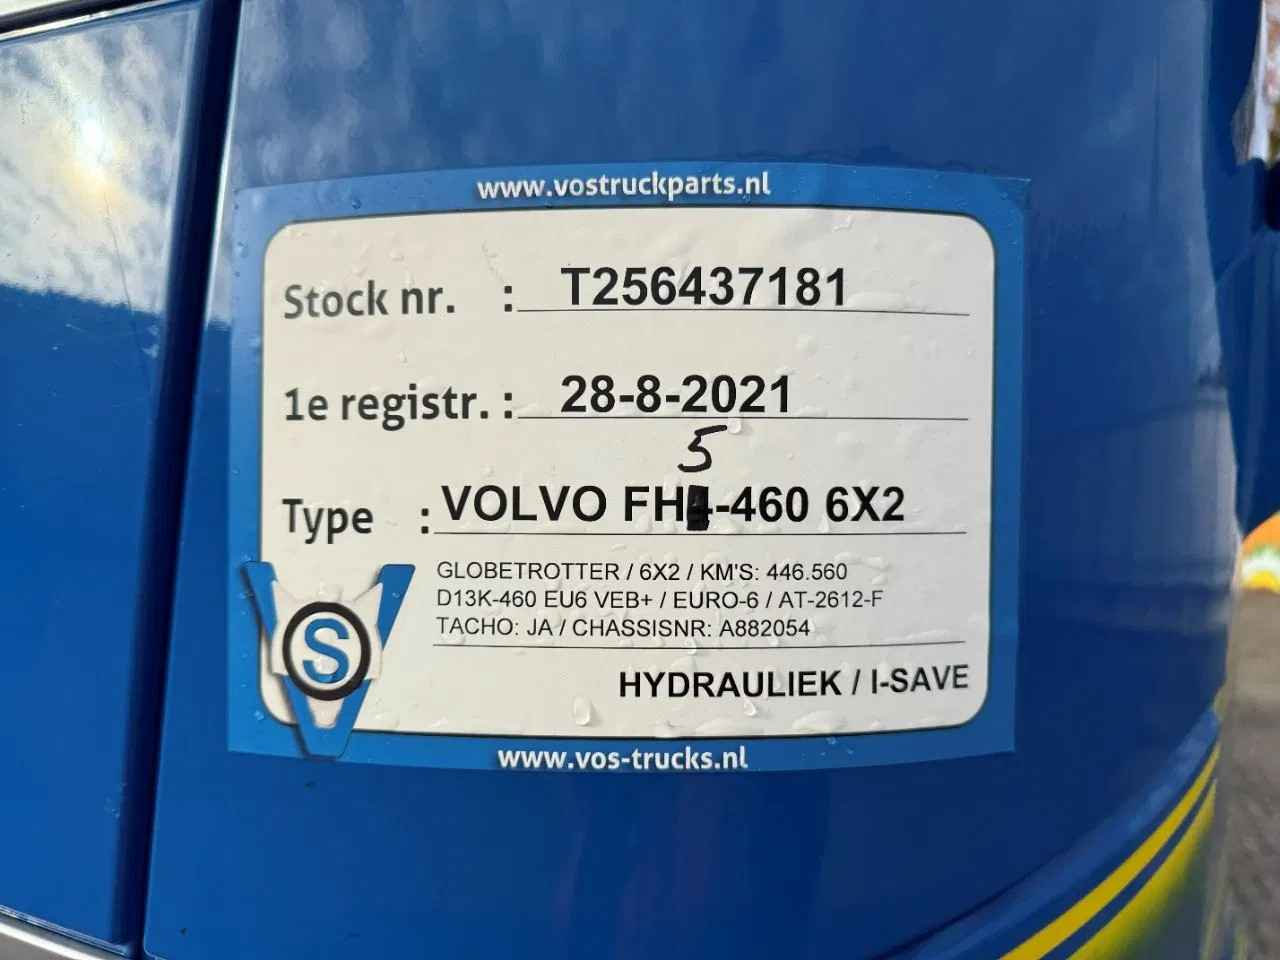 www.vostruckparts.nl
Stock nr. : T256437181
1e registr. : 28-8-2021
5
Type : VOLVO FH4-460 6X2
GLOBETROTTER / 6X2 / KM'S: 446.560
D13K-460 EU6 VEB+ / EURO-6 / AT-2612-F
TACHO: JA / CHASSISNR: A882054
VOS
HYDRAULIEK / I-SAVE
www.vos-trucks.nl